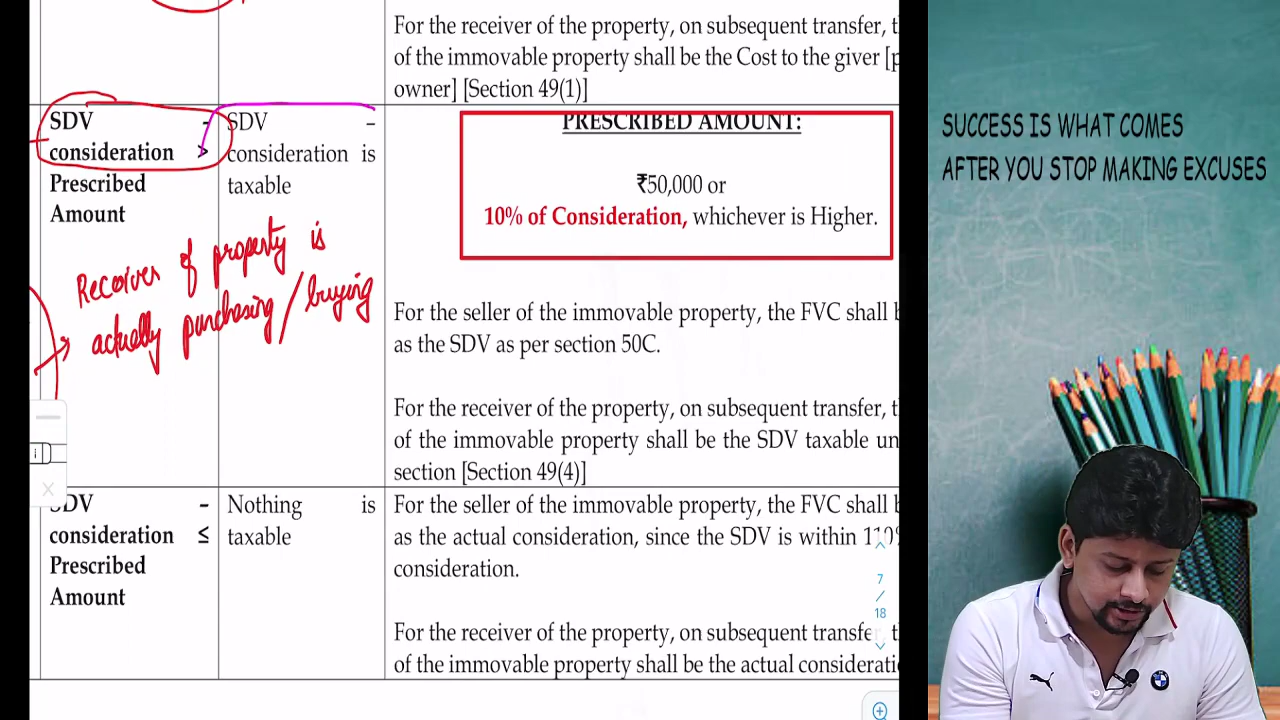 For the receiver of the property, on subsequent transfer, t
of the immovable property shall be the Cost to the giver [p
owner] [Section 49(1)]
SDV -
consideration >
Prescribed
Amount
SDV –
consideration is
taxable
PRESCRIBED AMOUNT:
₹50,000 or
10% of Consideration, whichever is Higher.
Receiver of property is
actually purchasing / buying
For the seller of the immovable property, the FVC shall b
as the SDV as per section 50C.
For the receiver of the property, on subsequent transfer, t
of the immovable property shall be the SDV taxable un
section [Section 49(4)]
SDV –
consideration ≤
Prescribed
Amount
Nothing is
taxable
For the seller of the immovable property, the FVC shall b
as the actual consideration, since the SDV is within 110%
consideration.
For the receiver of the property, on subsequent transfe t
of the immovable property shall be the actual considerati
7
/
18
SUCCESS IS WHAT COMES
AFTER YOU STOP MAKING EXCUSES